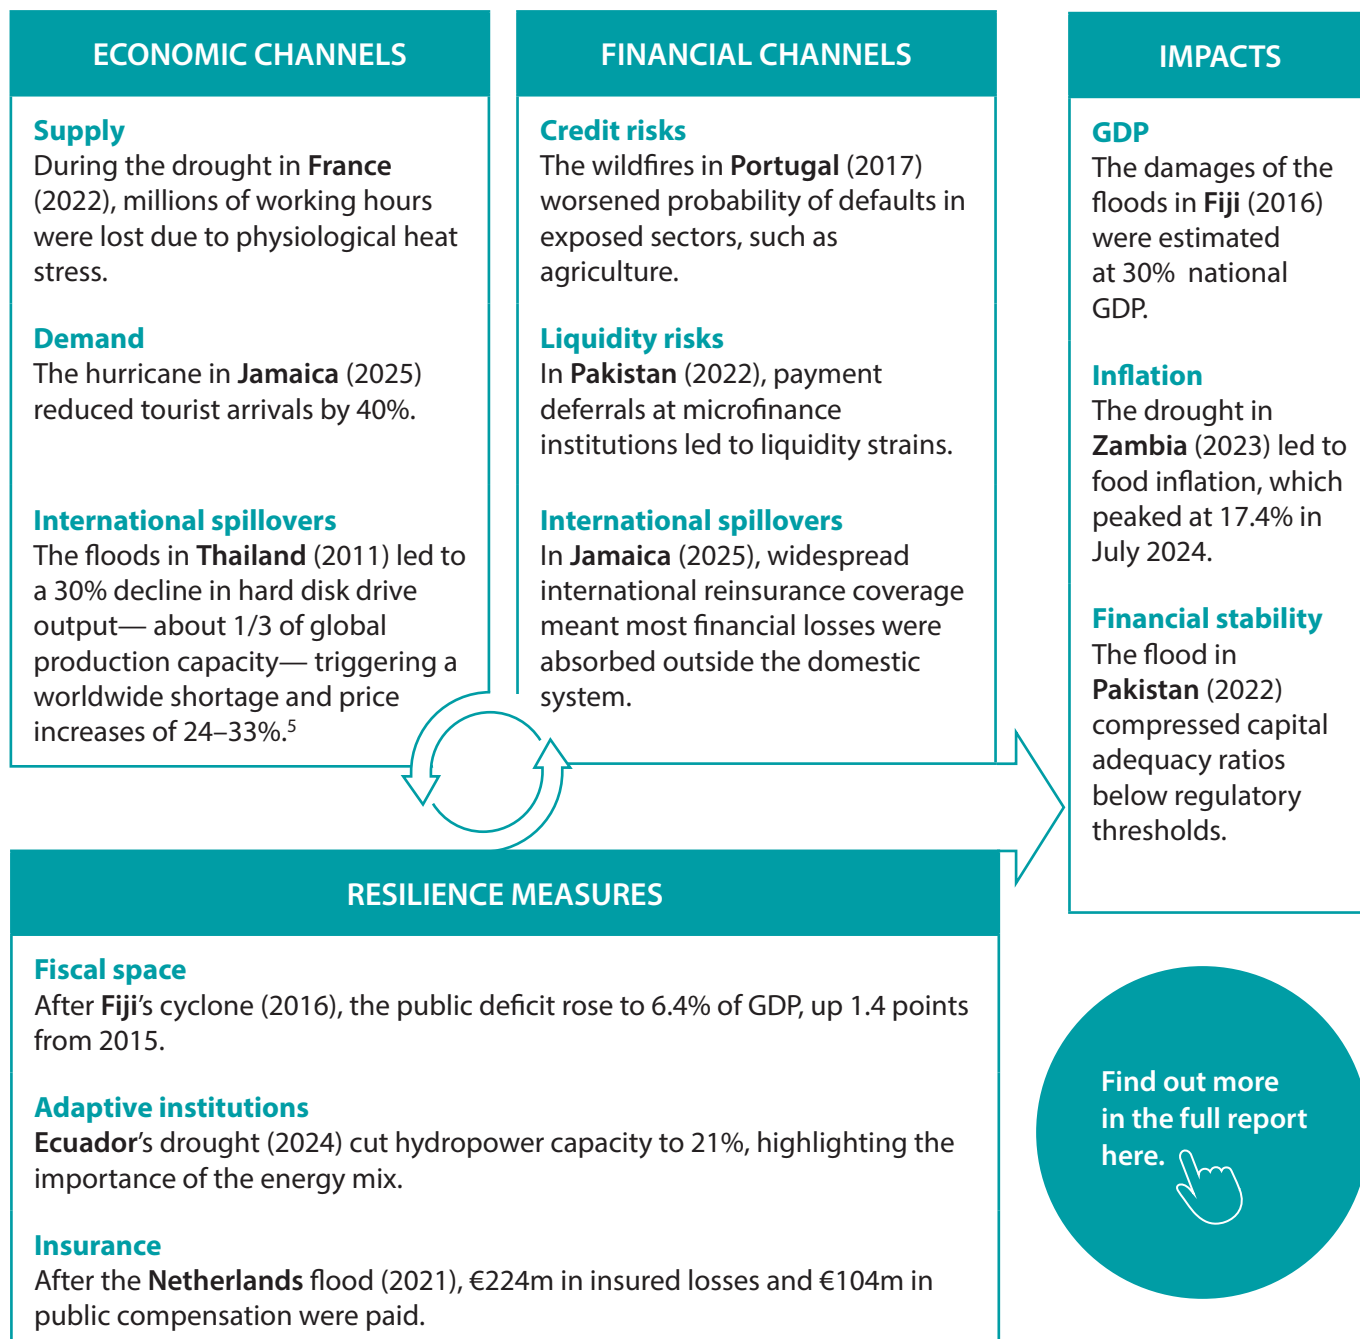 ECONOMIC CHANNELS
Supply
During the drought in France
(2022), millions of working hours
were lost due to physiological heat
stress.
Demand
The hurricane in Jamaica (2025)
reduced tourist arrivals by 40%.
International spillovers
The floods in Thailand (2011) led to
a 30% decline in hard disk drive
output— about 1/3 of global
production capacity— triggering a
worldwide shortage and price
increases of 24–33%.⁵
FINANCIAL CHANNELS
Credit risks
The wildfires in Portugal (2017)
worsened probability of defaults in
exposed sectors, such as
agriculture.
Liquidity risks
In Pakistan (2022), payment
deferrals at microfinance
institutions led to liquidity strains.
International spillovers
In Jamaica (2025), widespread
international reinsurance coverage
meant most financial losses were
absorbed outside the domestic
system.
IMPACTS
GDP
The damages of the
floods in Fiji (2016)
were estimated
at 30% national
GDP.
Inflation
The drought in
Zambia (2023) led to
food inflation, which
peaked at 17.4% in
July 2024.
Financial stability
The flood in
Pakistan (2022)
compressed capital
adequacy ratios
below regulatory
thresholds.
RESILIENCE MEASURES
Fiscal space
After Fiji's cyclone (2016), the public deficit rose to 6.4% of GDP, up 1.4 points
from 2015.
Adaptive institutions
Ecuador's drought (2024) cut hydropower capacity to 21%, highlighting the
importance of the energy mix.
Insurance
After the Netherlands flood (2021), €224m in insured losses and €104m in
public compensation were paid.
Find out more
in the full report
here.